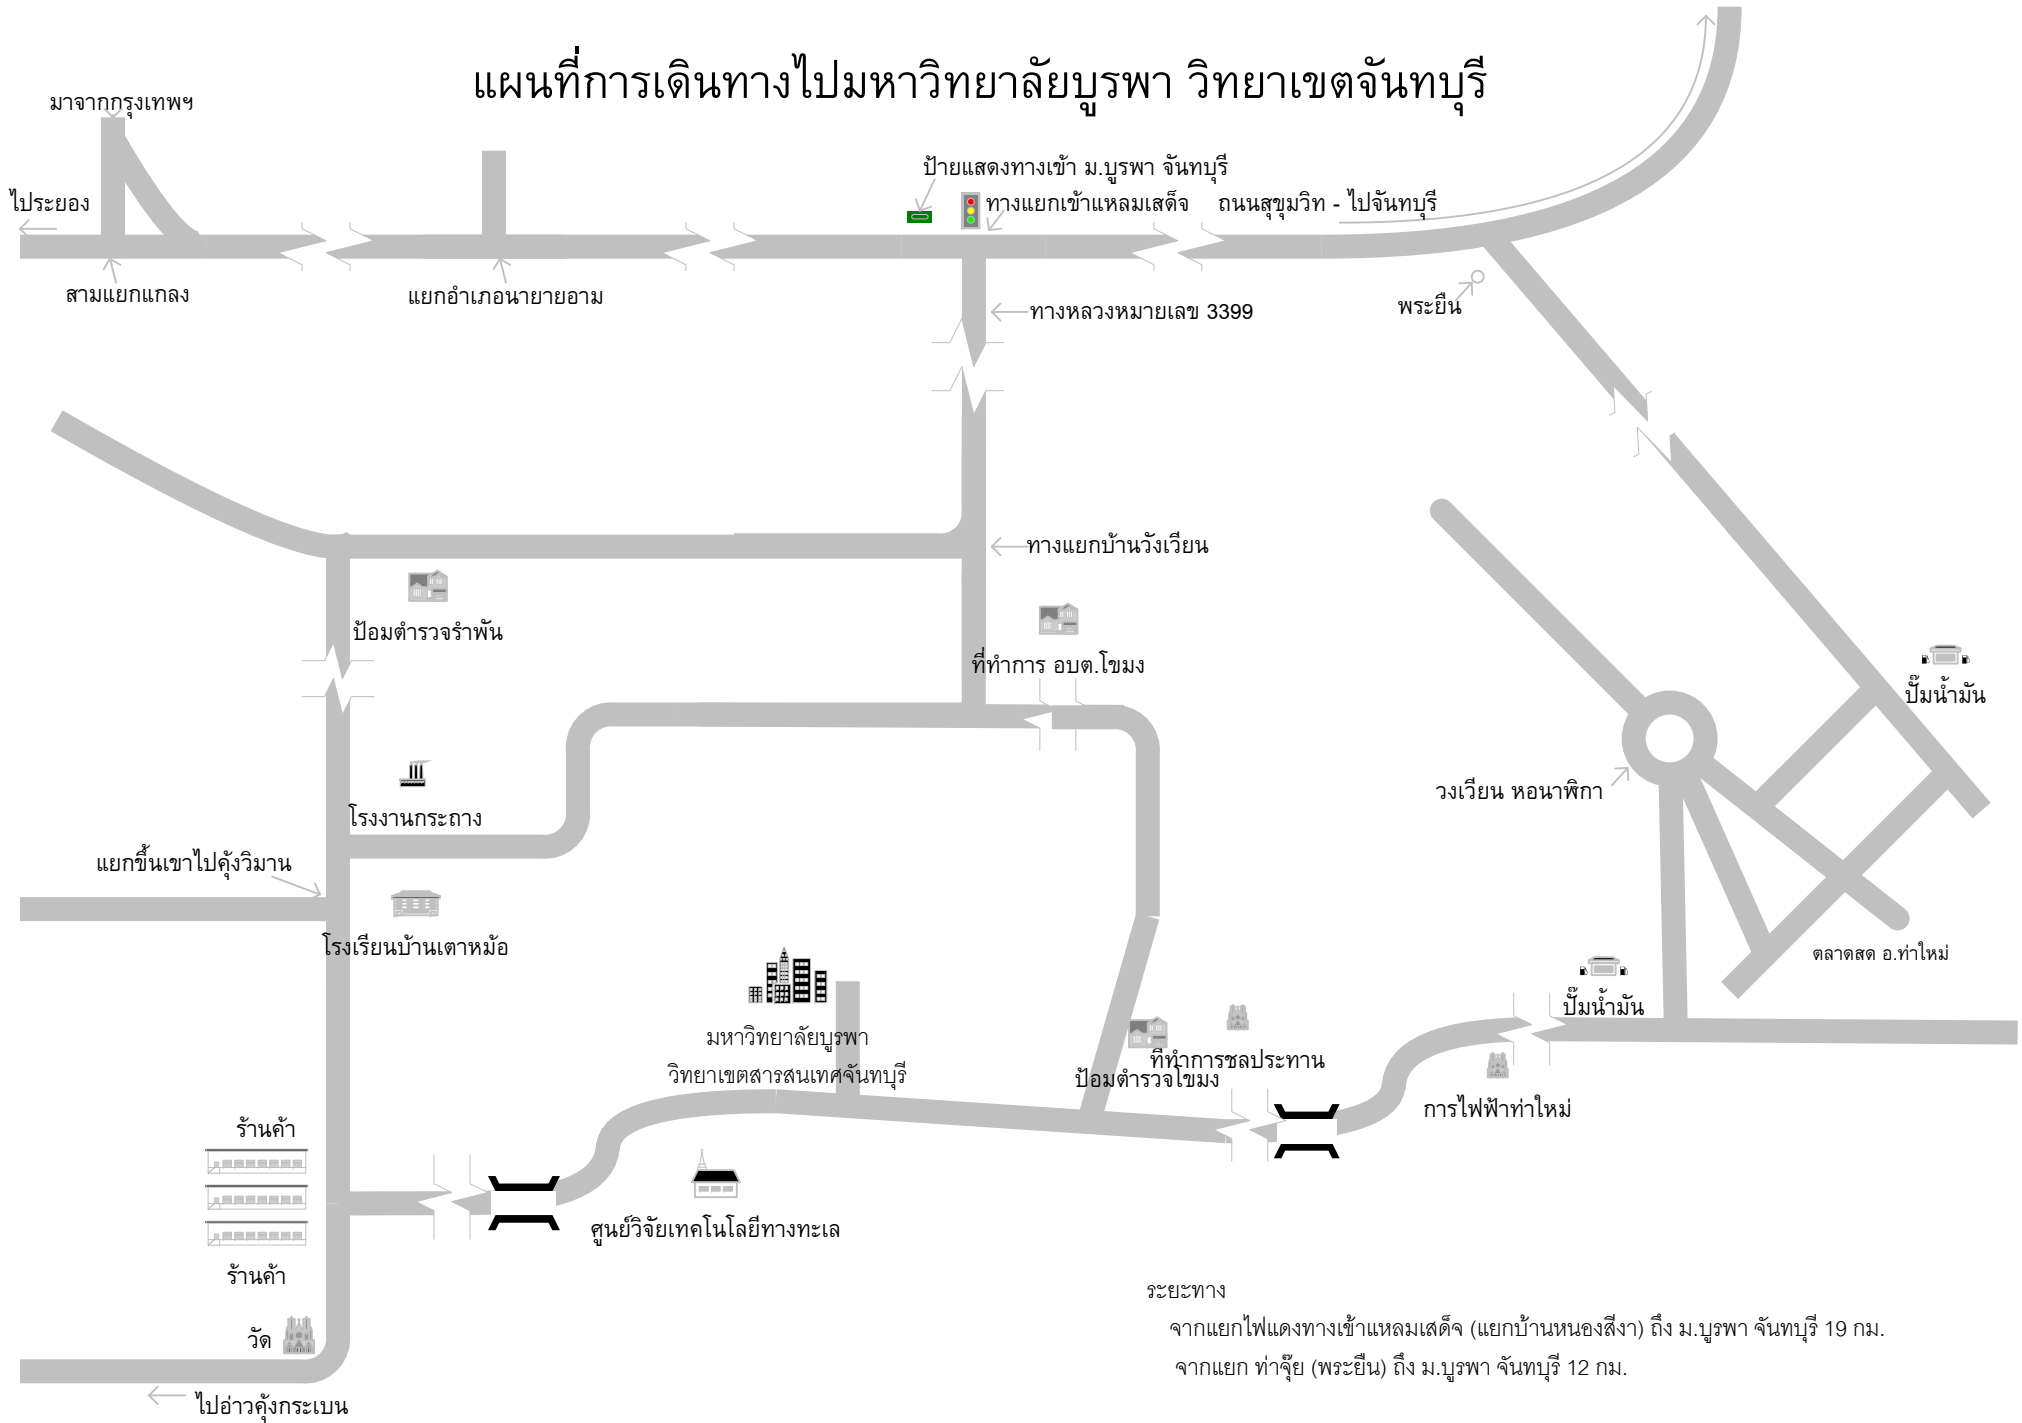 แผนที่การเดินทางไปมหาวิทยาลัยบูรพา วิทยาเขตจันทบุรี
มาจากกรุงเทพฯ
ป้ายแสดงทางเข้า ม.บูรพา จันทบุรี
ไประยอง
ทางแยกเข้าแหลมเสด็จ
ถนนสุขุมวิท - ไปจันทบุรี
สามแยกแกลง
แยกอำเภอนายายอาม
ทางหลวงหมายเลข 3399
พระยืน
ทางแยกบ้านวังเวียน
ป้อมตำรวจรำพัน
ที่ทำการ อบต.โขมง
ปั๊มน้ำมัน
วงเวียน หอนาฬิกา
โรงงานกระถาง
แยกขึ้นเขาไปคุ้งวิมาน
โรงเรียนบ้านเตาหม้อ
ตลาดสด อ.ท่าใหม่
ปั๊มน้ำมัน
มหาวิทยาลัยบูรพา
วิทยาเขตสารสนเทศจันทบุรี
ที่ทำการชลประทาน
ป้อมตำรวจโขมง
การไฟฟ้าท่าใหม่
ร้านค้า
ศูนย์วิจัยเทคโนโลยีทางทะเล
ร้านค้า
วัด
ไปอ่าวคุ้งกระเบน
ระยะทาง
จากแยกไฟแดงทางเข้าแหลมเสด็จ (แยกบ้านหนองสีงา) ถึง ม.บูรพา จันทบุรี 19 กม.
จากแยก ท่าจุ๊ย (พระยืน) ถึง ม.บูรพา จันทบุรี 12 กม.